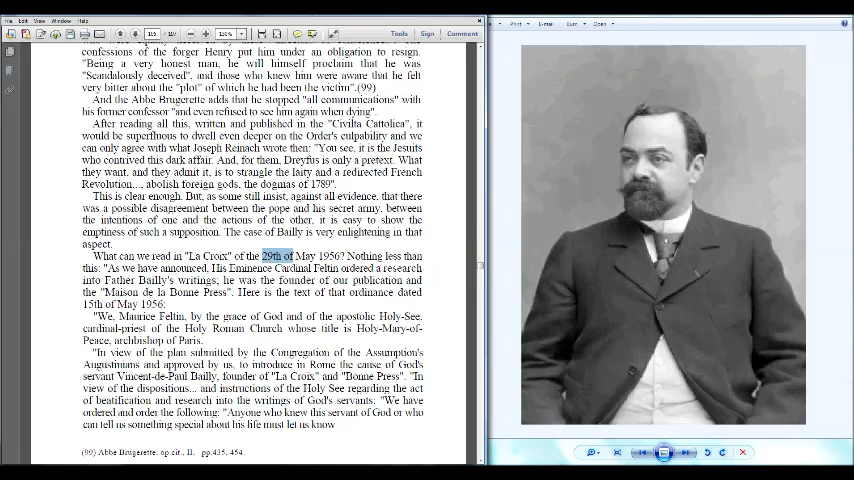 File Edit View Window Help
165 / 197
136%
Tools Sign Comment
Print E-mail Burn Open
confessions of the forger Henry put him under an obligation to resign.
"Being a very honest man, he will himself proclaim that he was
"Scandalously deceived", and those who knew him were aware that he felt
very bitter about the "plot" of which he had been the victim".(99)
And the Abbe Brugerette adds that he stopped "all communications" with
his former confessor "and even refused to see him again when dying".
After reading all this, written and published in the "Civilta Cattolica", it
would be superfluous to dwell even deeper on the Order's culpability and we
can only agree with what Joseph Reinach wrote then: "You see, it is the Jesuits
who contrived this dark affair. And, for them, Dreyfus is only a pretext. What
they want, and they admit it, is to strangle the laity and a redirected French
Revolution..., abolish foreign gods, the dogmas of 1789".
This is clear enough. But, as some still insist, against all evidence, that there
was a possible disagreement between the pope and his secret army, between
the intentions of one and the actions of the other, it is easy to show the
emptiness of such a supposition. The case of Bailly is very enlightening in that
aspect.
What can we read in "La Croix" of the 29th of May 1956? Nothing less than
this: "As we have announced, His Eminence Cardinal Feltin ordered a research
into Father Bailly's writings; he was the founder of our publication and
the "Maison de la Bonne Press". Here is the text of that ordinance dated
15th of May 1956:
"We, Maurice Feltin, by the grace of God and of the apostolic Holy-See,
cardinal-priest of the Holy Roman Church whose title is Holy-Mary-of-
Peace, archbishop of Paris.
"In view of the plan submitted by the Congregation of the Assumption's
Augustinians and approved by us, to introduce in Rome the cause of God's
servant Vincent-de-Paul Bailly, founder of "La Croix" and "Bonne Press". "In
view of the dispositions... and instructions of the Holy See regarding the act
of beatification and research into the writings of God's servants: "We have
ordered and order the following: "Anyone who knew this servant of God or who
can tell us something special about his life must let us know
(99) Abbe Brugerette, op.cit., II, pp.435, 454.